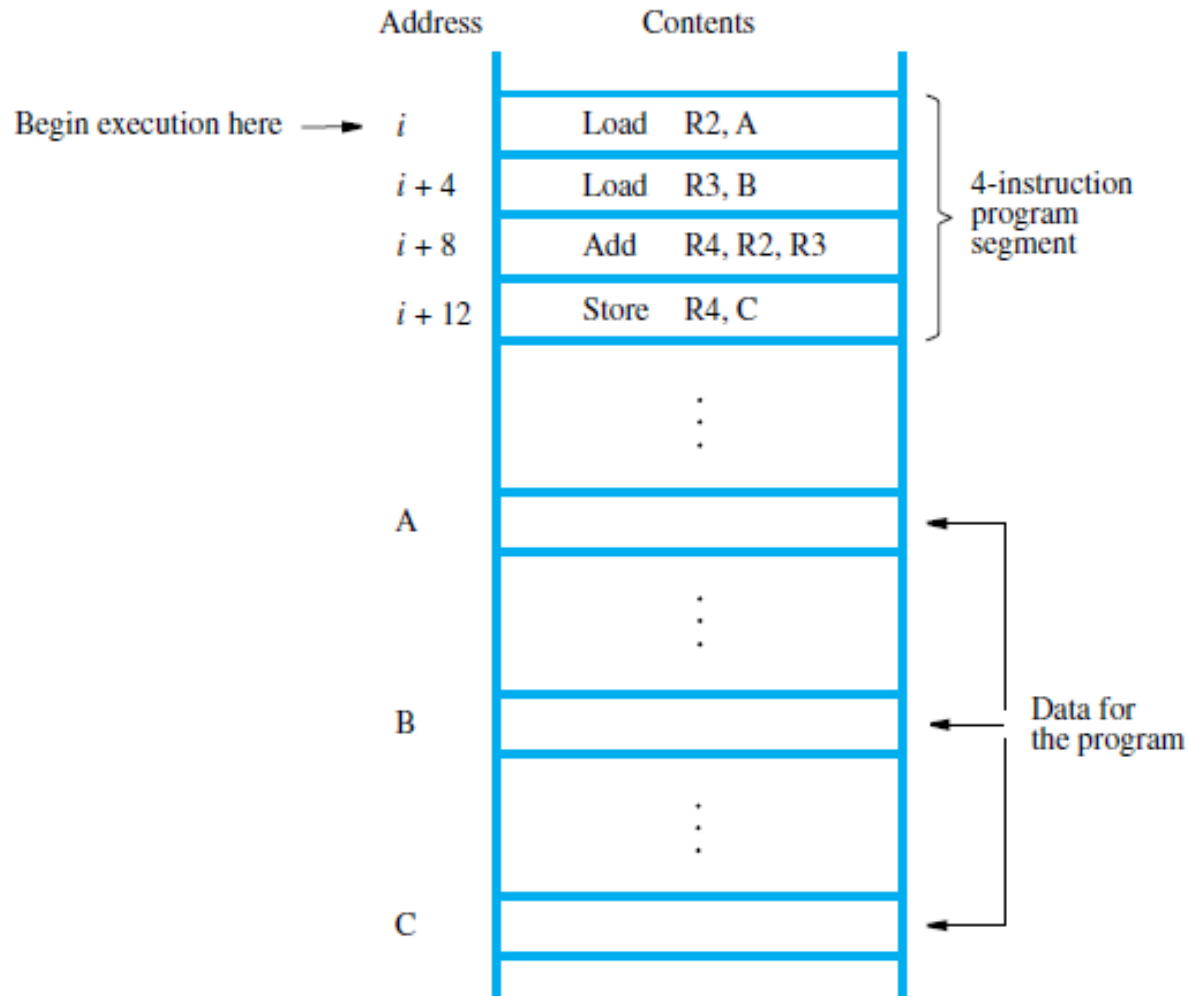 Address Contents
Begin execution here i Load R2, A
i + 4 Load R3, B
i + 8 Add R4, R2, R3
i + 12 Store R4, C
4-instruction
program
segment
A
B
Data for
the program
C